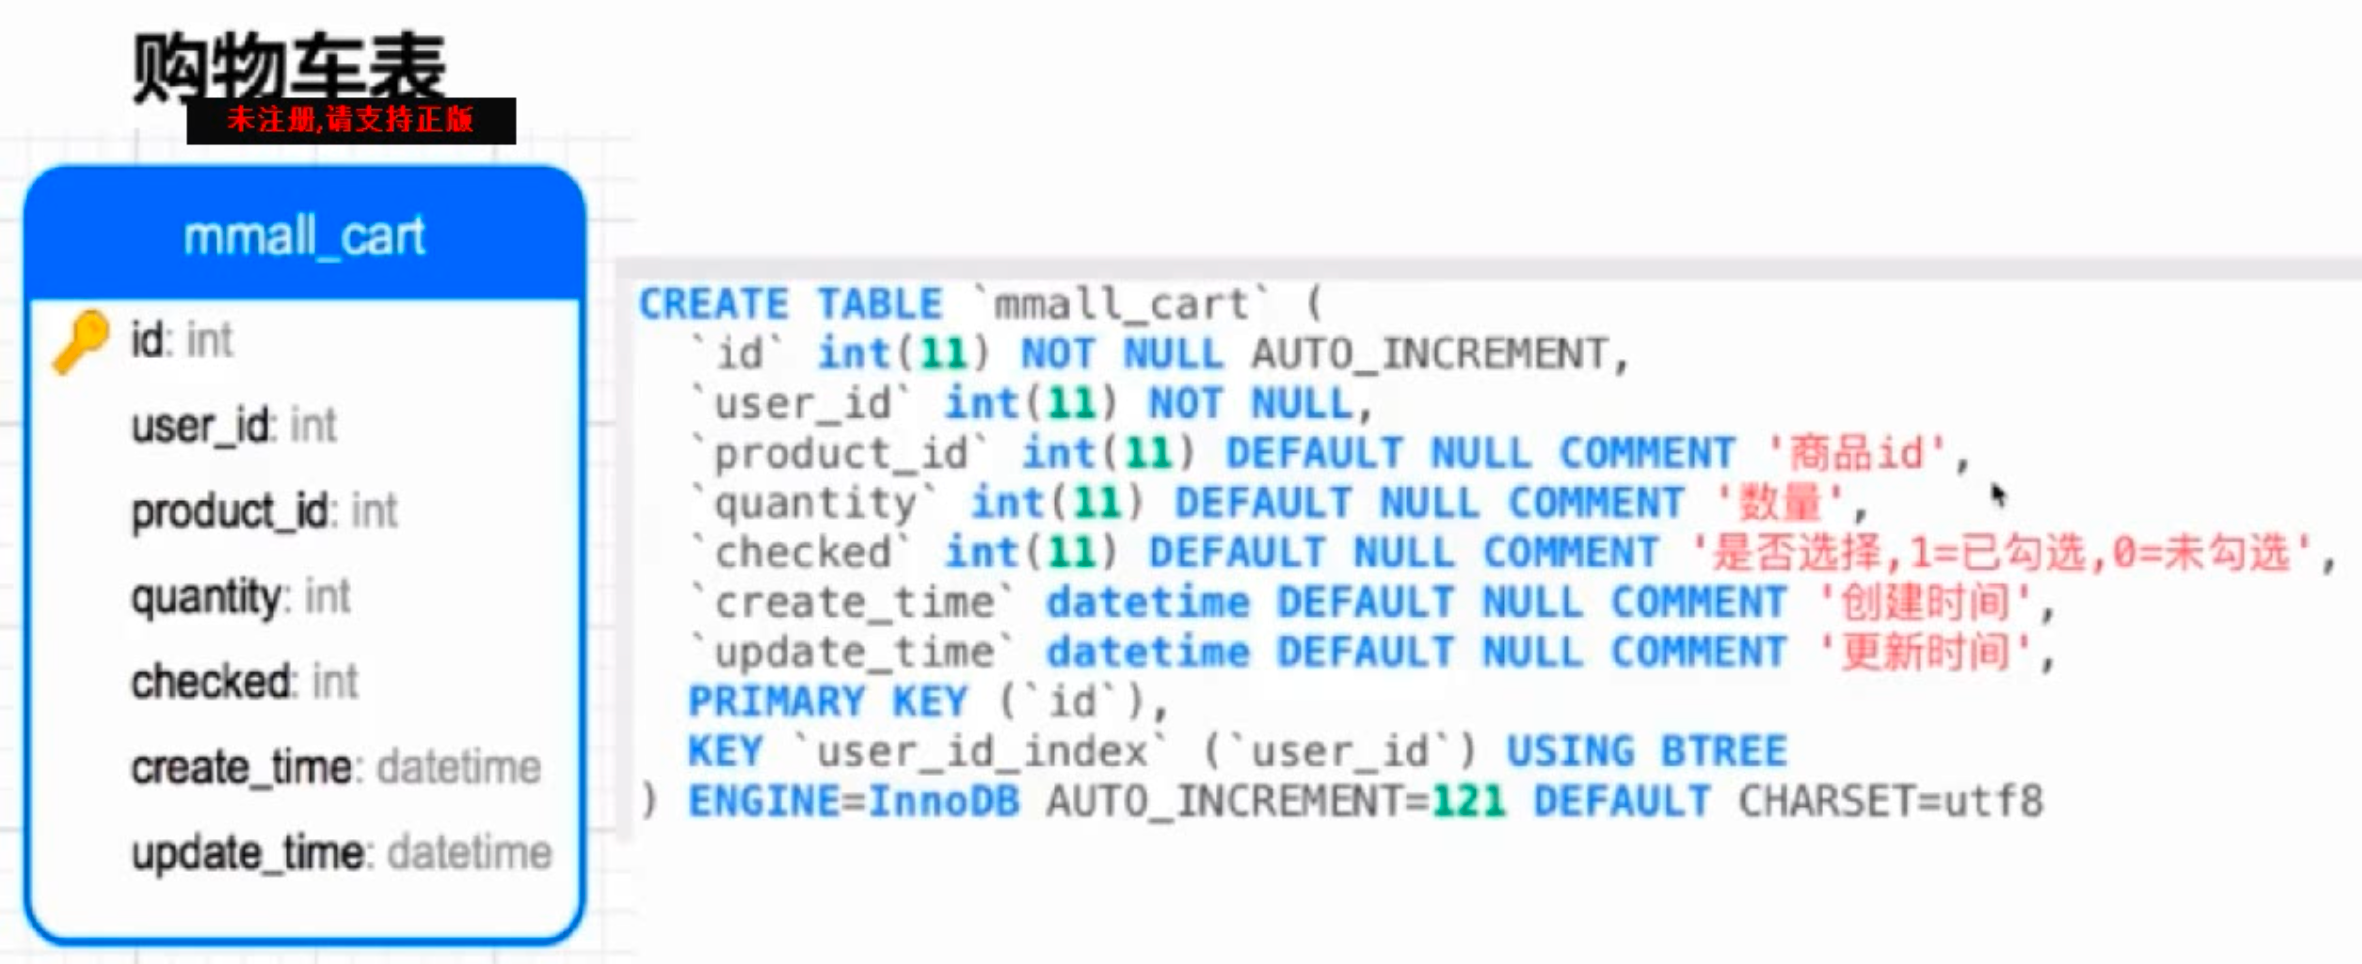 购物车表
未注册,请支持正版
mmall_cart
id: int
user_id: int
product_id: int
quantity: int
checked: int
create_time: datetime
update_time: datetime
CREATE TABLE `mmall_cart` (
`id` int(11) NOT NULL AUTO_INCREMENT,
`user_id` int(11) NOT NULL,
`product_id` int(11) DEFAULT NULL COMMENT '商品id',
`quantity` int(11) DEFAULT NULL COMMENT '数量',
`checked` int(11) DEFAULT NULL COMMENT '是否选择,1=已勾选,0=未勾选',
`create_time` datetime DEFAULT NULL COMMENT '创建时间',
`update_time` datetime DEFAULT NULL COMMENT '更新时间',
PRIMARY KEY (`id`),
KEY `user_id_index` (`user_id`) USING BTREE
) ENGINE=InnoDB AUTO_INCREMENT=121 DEFAULT CHARSET=utf8